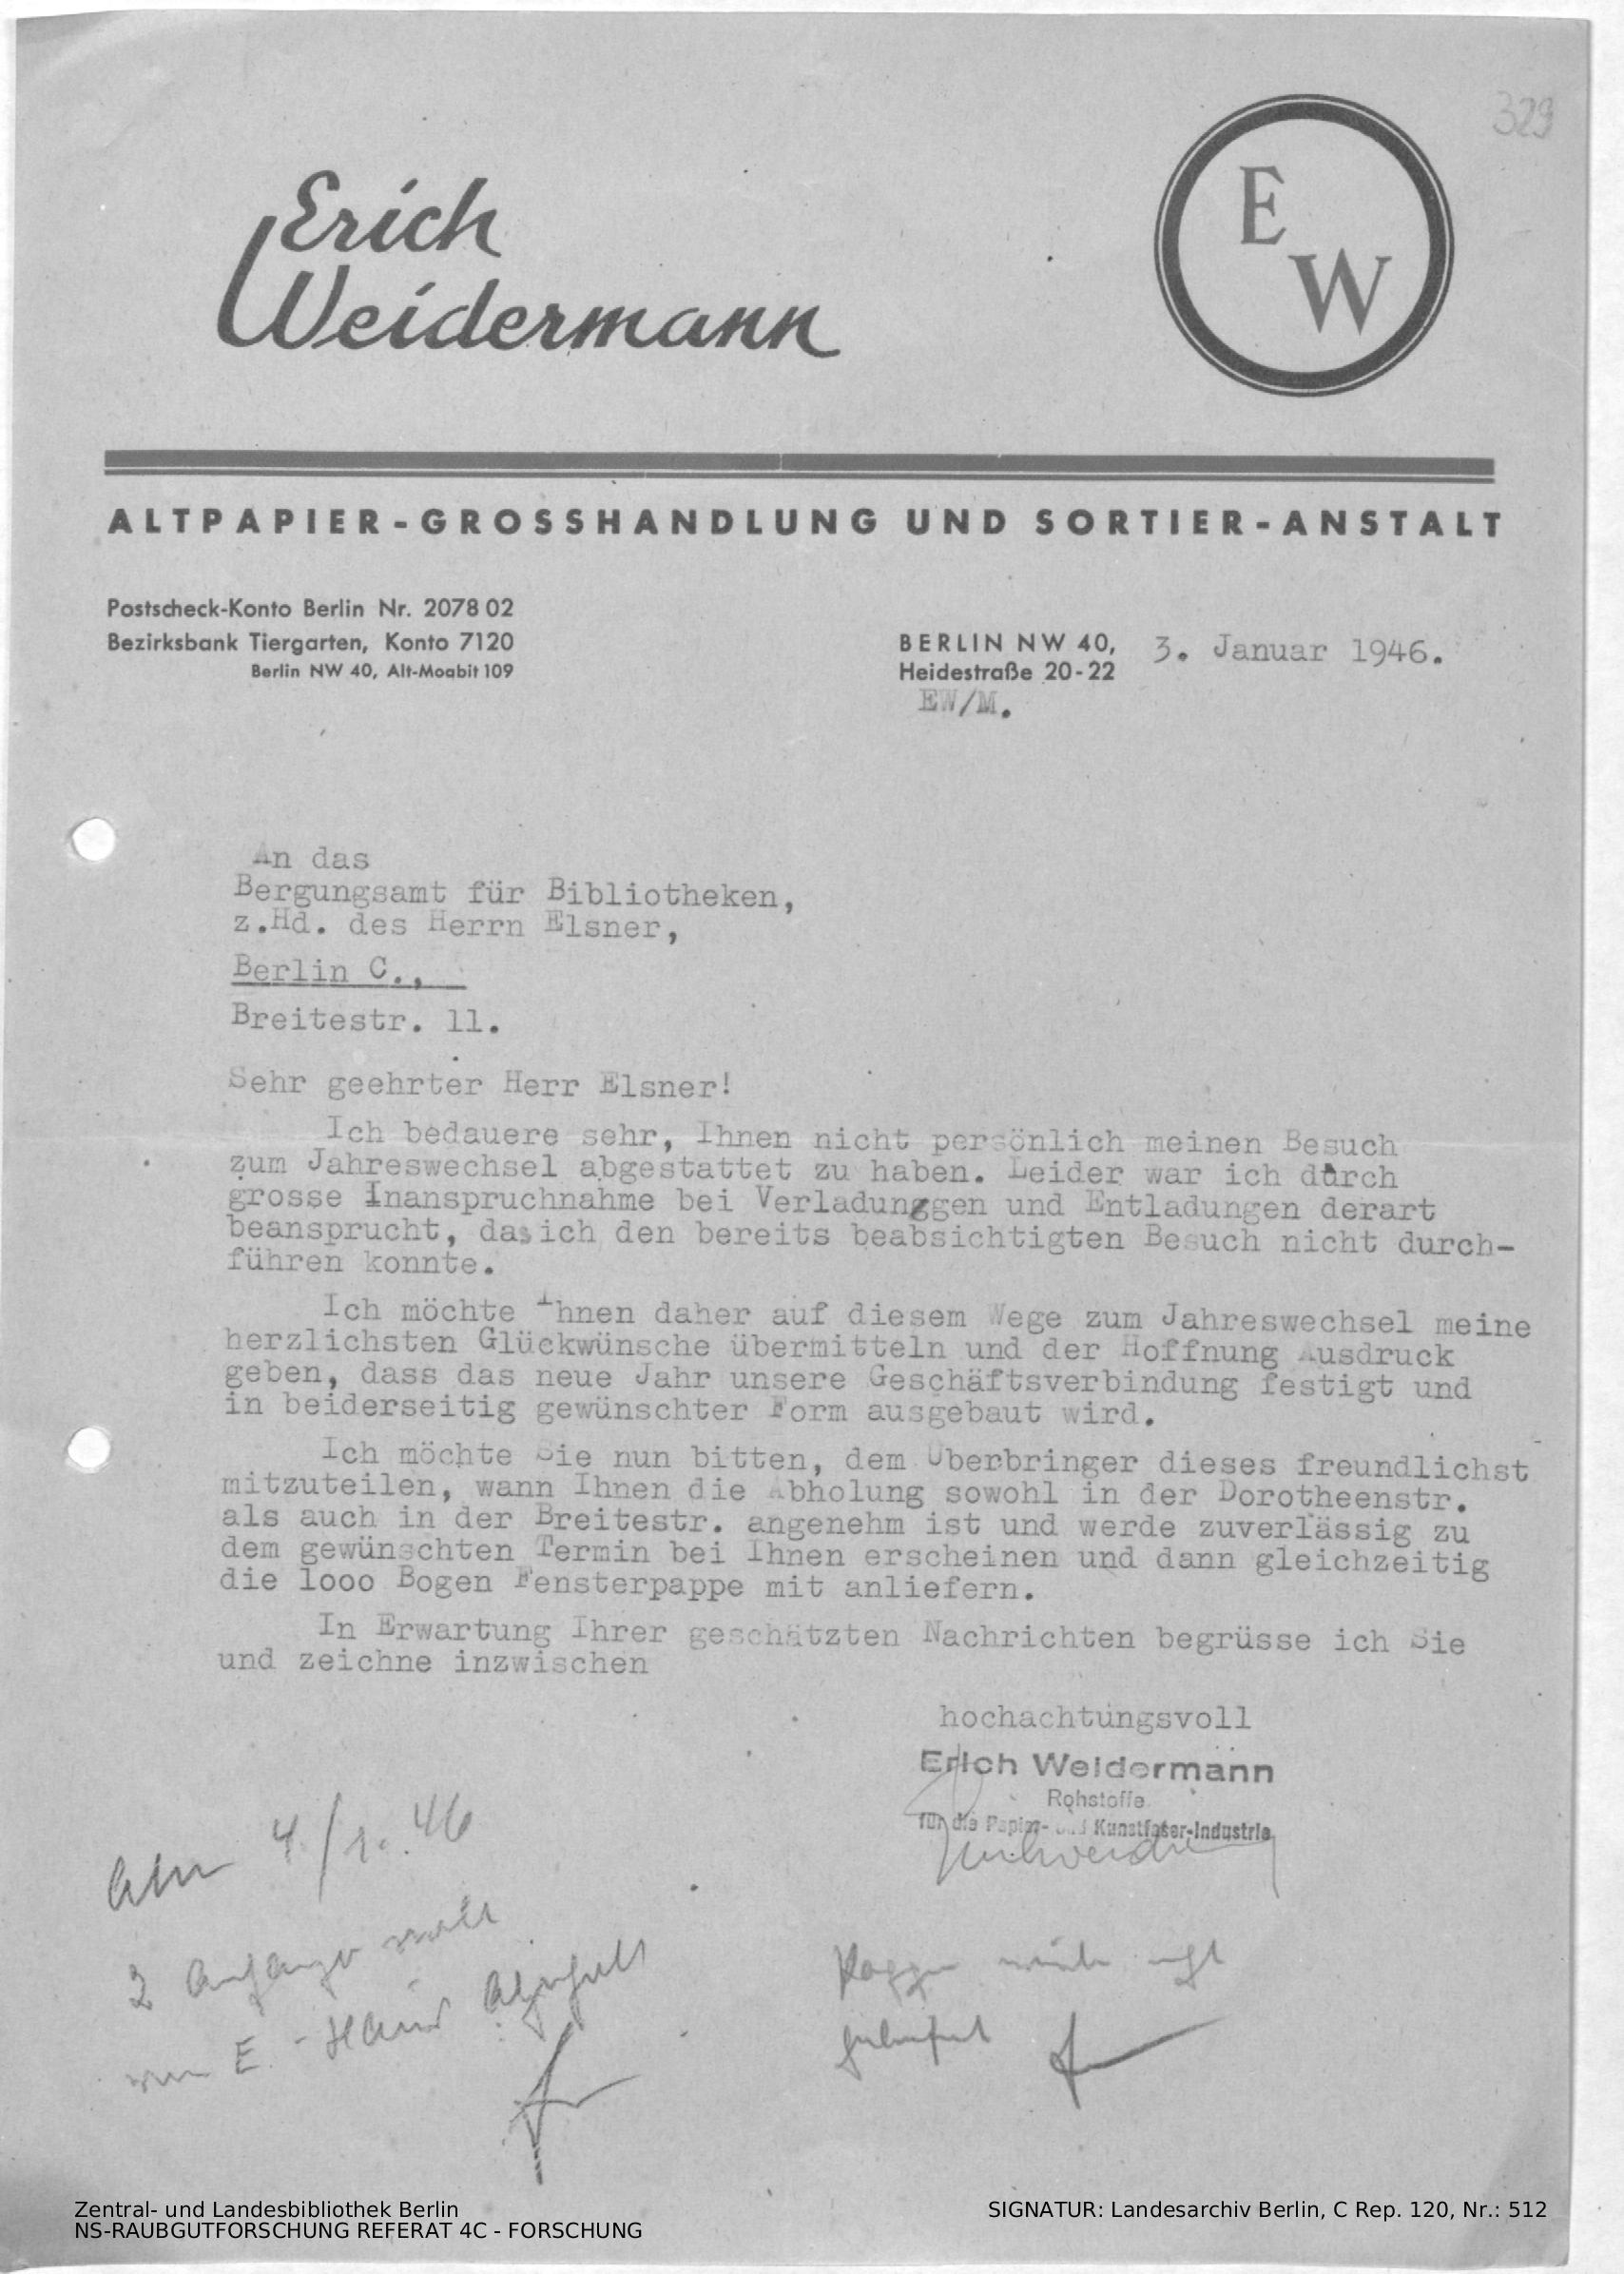 329
Erich
Weidermann
E
W
ALTPAPIER-GROSSHANDLUNG UND SORTIER-ANSTALT
Postscheck-Konto Berlin Nr. 2078 02
Bezirksbank Tiergarten, Konto 7120
Berlin NW 40, Alt-Moabit 109
BERLIN NW 40, 3. Januar 1946.
Heidestraße 20-22
EW/M.
An das
Bergungsamt für Bibliotheken,
z.Hd. des Herrn Elsner,
Berlin C.,
Breitestr. 11.
Sehr geehrter Herr Elsner!
Ich bedauere sehr, Ihnen nicht persönlich meinen Besuch
zum Jahreswechsel abgestattet zu haben. Leider war ich durch
grosse Inanspruchnahme bei Verladunggen und Entladungen derart
beansprucht, das ich den bereits beabsichtigten Besuch nicht durch-
führen konnte.
Ich möchte Ihnen daher auf diesem Wege zum Jahreswechsel meine
herzlichsten Glückwünsche übermitteln und der Hoffnung Ausdruck
geben, dass das neue Jahr unsere Geschäftsverbindung festigt und
in beiderseitig gewünschter Form ausgebaut wird.
Ich möchte Sie nun bitten, dem Überbringer dieses freundlichst
mitzuteilen, wann Ihnen die Abholung sowohl in der Dorotheenstr.
als auch in der Breitestr. angenehm ist und werde zuverlässig zu
dem gewünschten Termin bei Ihnen erscheinen und dann gleichzeitig
die 1ooo Bogen Fensterpappe mit anliefern.
In Erwartung Ihrer geschätzten Nachrichten begrüsse ich Sie
und zeichne inzwischen
hochachtungsvoll
Erich Weidermann
Rohstoffe
für die Papier- und Kunstfaser-Industrie
Am 4/1. 46
2 Anhänger
E.-Haus
Pappe
geliefert
Zentral- und Landesbibliothek Berlin
NS-RAUBGUTFORSCHUNG REFERAT 4C - FORSCHUNG
SIGNATUR: Landesarchiv Berlin, C Rep. 120, Nr.: 512